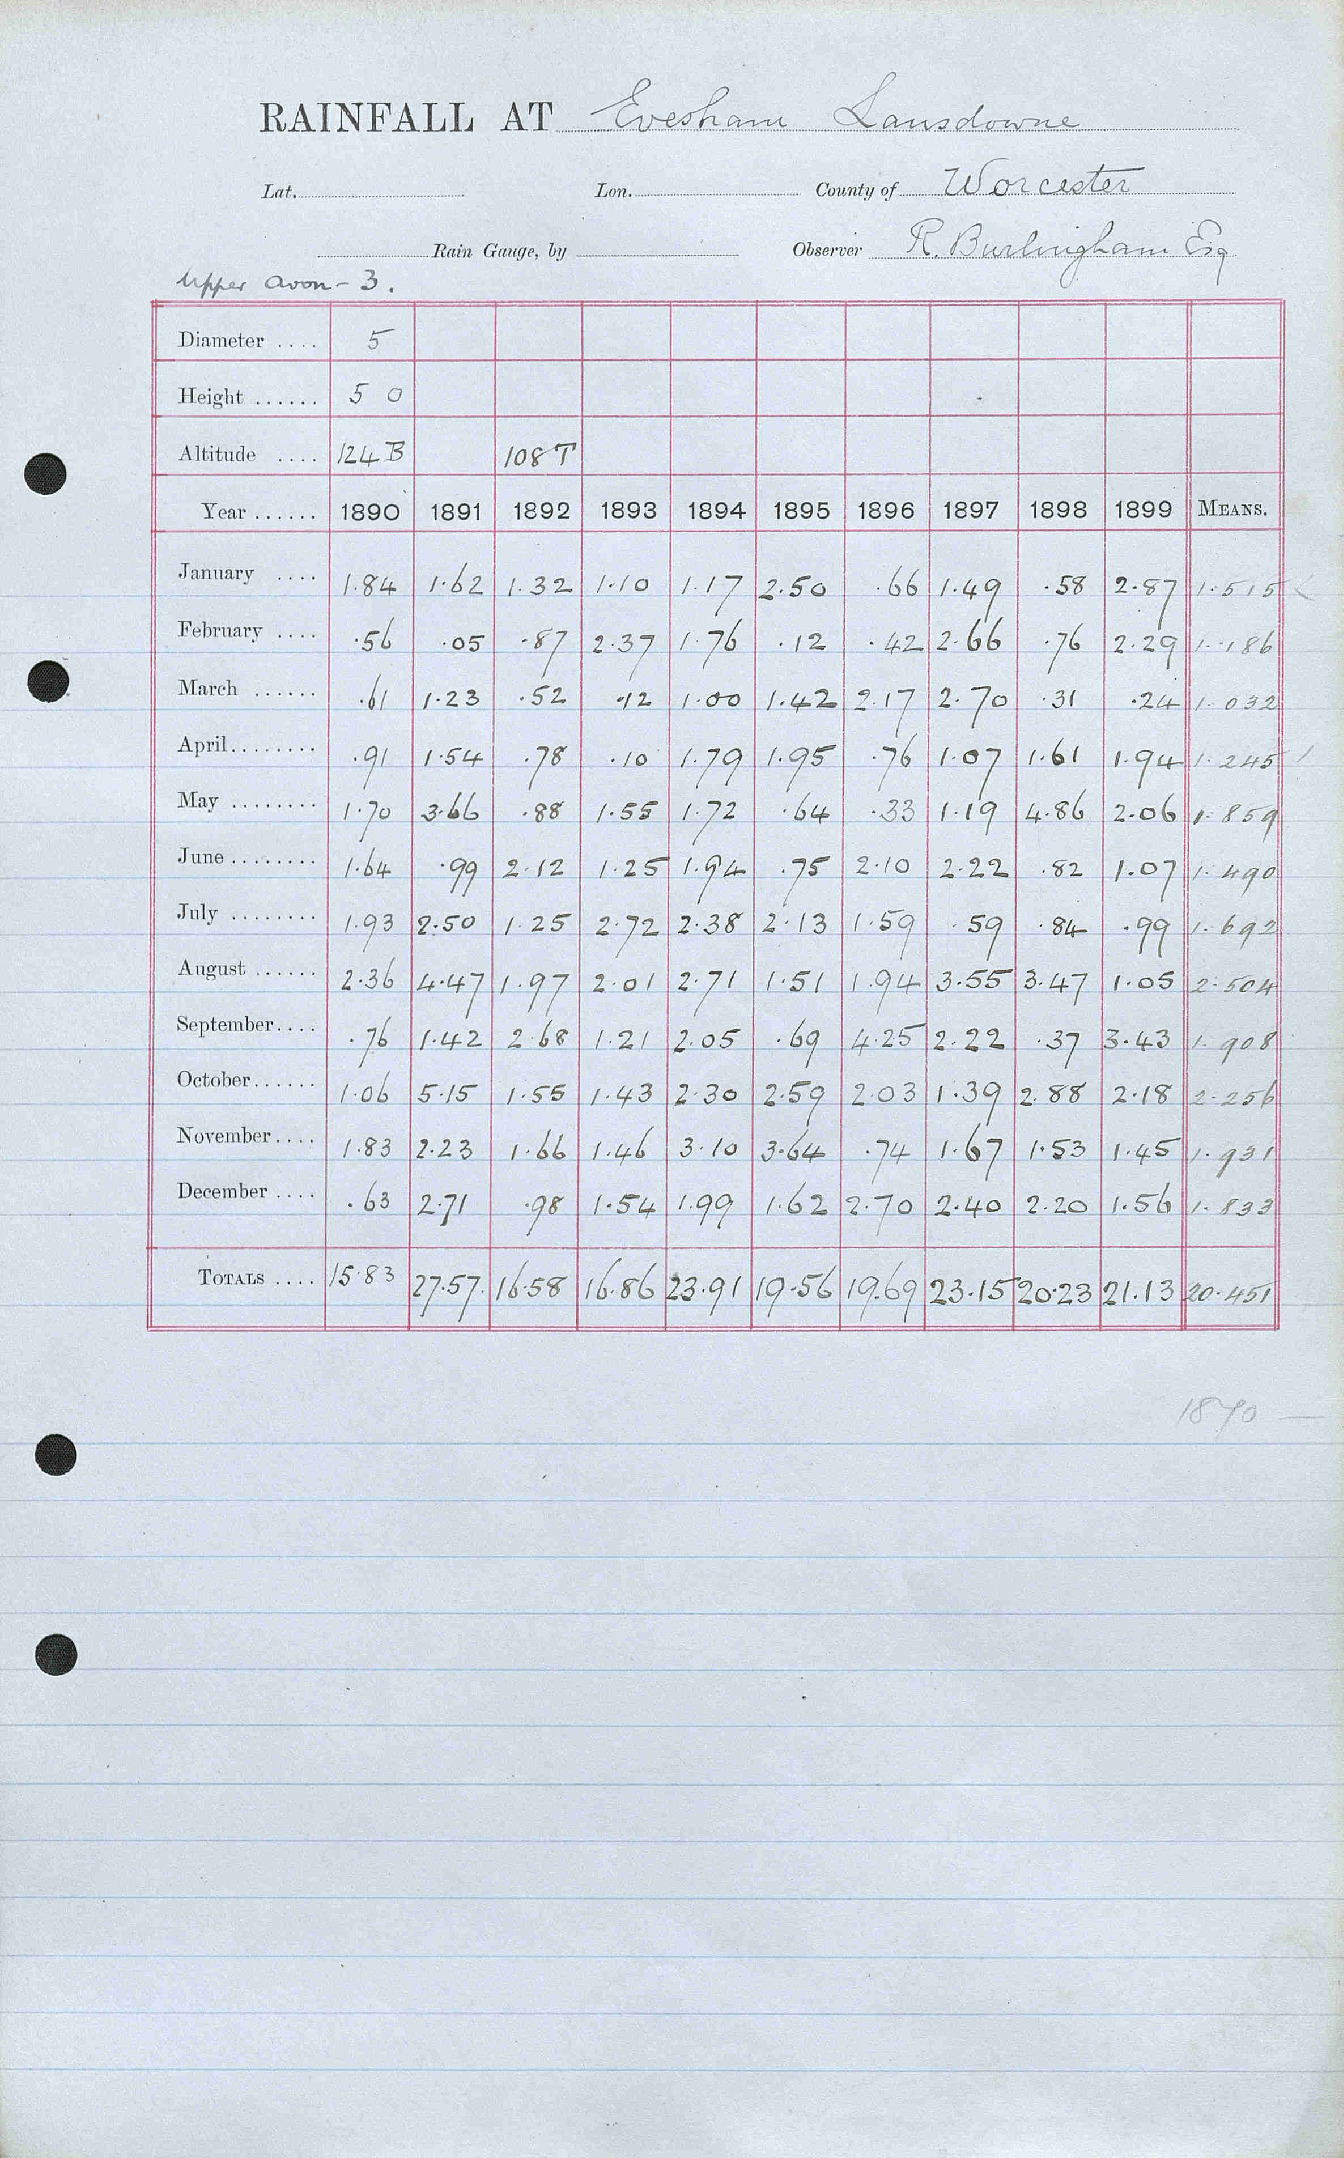 RAINFALL AT Evesham Lansdowne
Lat. Lon. County of Worcester
Rain Gauge, by Observer R. Burlingham Esq
Upper Avon - 3.
Diameter .... 5
Height ...... 5 0
Altitude .... 124 B 108 T
Year ...... 1890 1891 1892 1893 1894 1895 1896 1897 1898 1899 MEANS.
January .... 1.84 1.62 1.32 1.10 1.17 2.50 .66 1.49 .58 2.87 1.515
February .... .56 .05 .87 2.37 1.76 .12 .42 2.66 .76 2.29 1.186
March ...... .61 1.23 .52 .12 1.00 1.42 2.17 2.70 .31 .24 1.032
April........ .91 1.54 .78 .10 1.79 1.95 .76 1.07 1.61 1.94 1.245
May ........ 1.70 3.66 .88 1.55 1.72 .64 .33 1.19 4.86 2.06 1.859
June ........ 1.64 .99 2.12 1.25 1.94 .75 2.10 2.22 .82 1.07 1.490
July ........ 1.93 2.50 1.25 2.72 2.38 2.13 1.59 .59 .84 .99 1.692
August ...... 2.36 4.47 1.97 2.01 2.71 1.51 1.94 3.55 3.47 1.05 2.504
September.... .76 1.42 2.68 1.21 2.05 .69 4.25 2.22 .37 3.43 1.908
October...... 1.06 5.15 1.55 1.43 2.30 2.59 2.03 1.39 2.88 2.18 2.256
November.... 1.83 2.23 1.66 1.46 3.10 3.64 .74 1.67 1.53 1.45 1.931
December .... .63 2.71 .98 1.54 1.99 1.62 2.70 2.40 2.20 1.56 1.833
TOTALS .... 15.83 27.57 16.58 16.86 23.91 19.56 19.69 23.15 20.23 21.13 20.451
1870 —